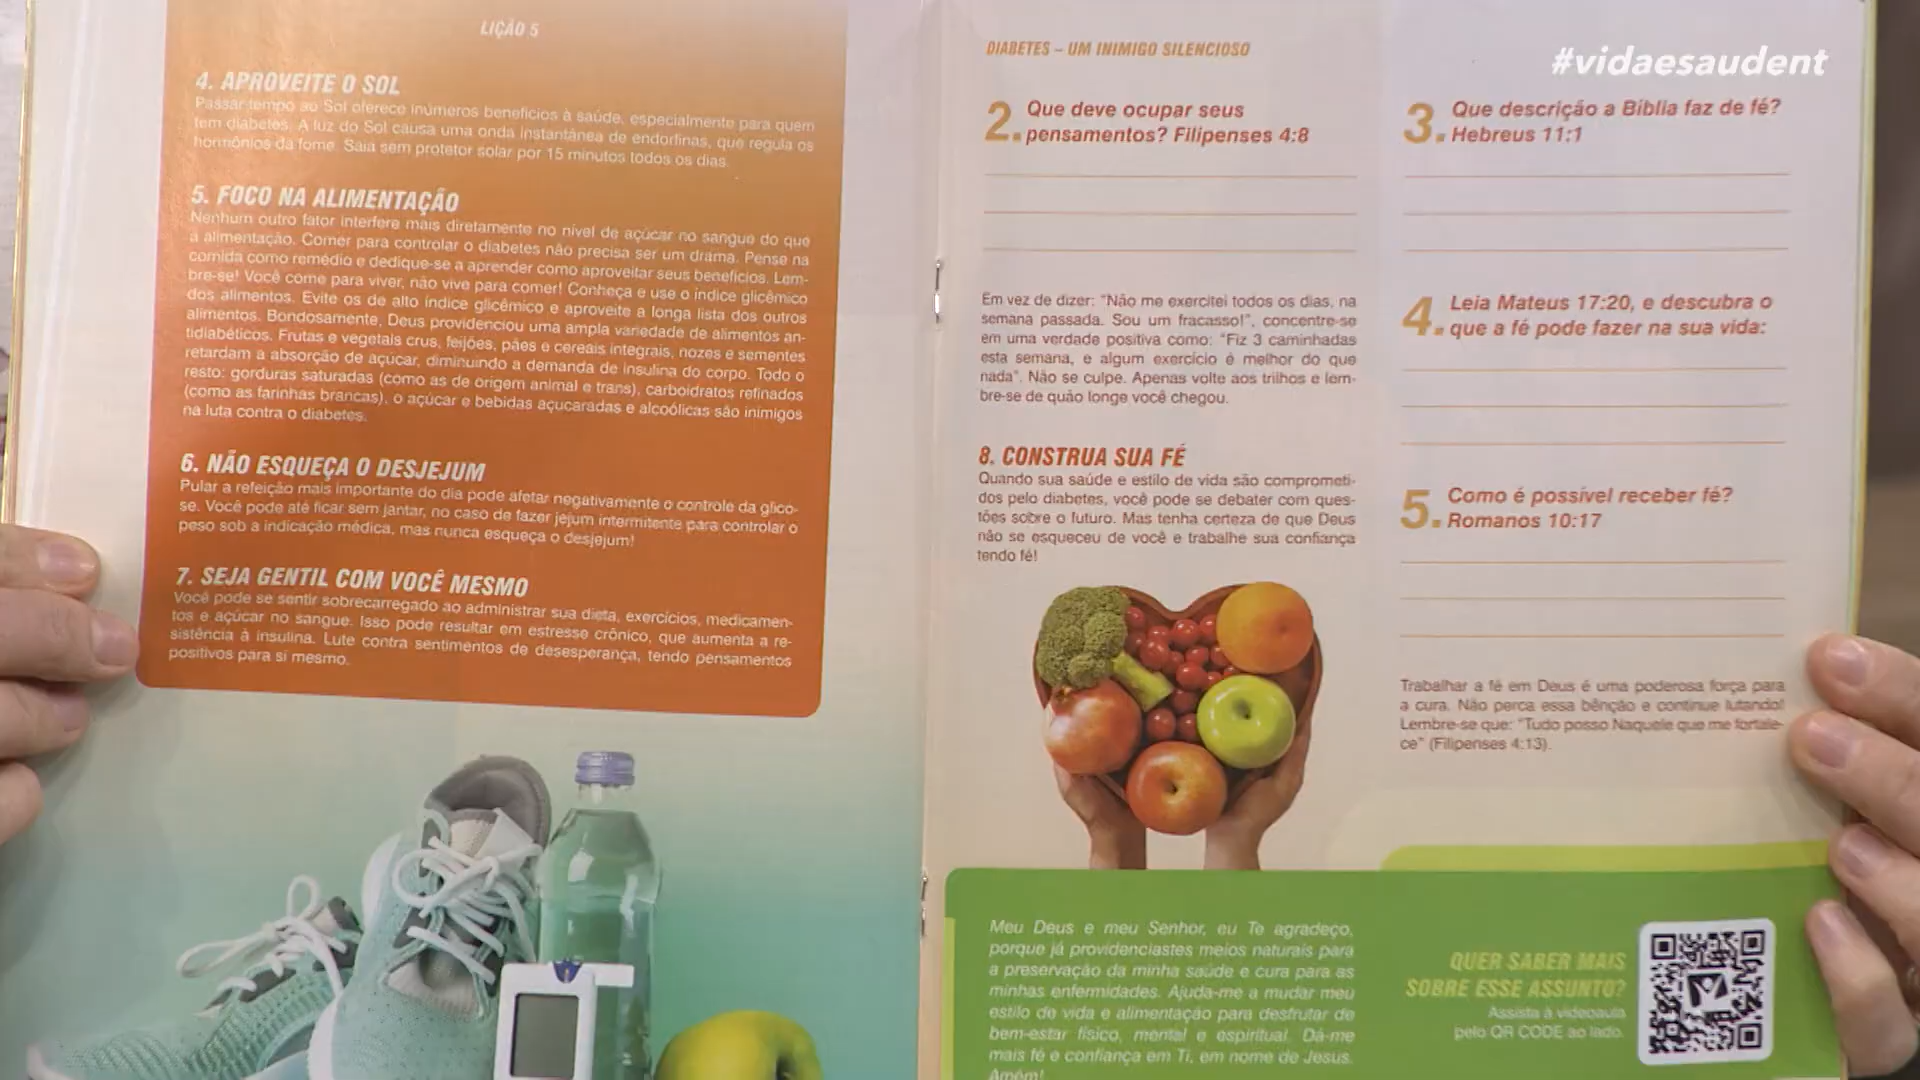 LIÇÃO 5
4. APROVEITE O SOL
Passar tempo ao Sol oferece inúmeros benefícios à saúde, especialmente para quem
tem diabetes. A luz do Sol causa uma onda instantânea de endorfinas, que regula os
hormônios da fome. Saia sem protetor solar por 15 minutos todos os dias.
5. FOCO NA ALIMENTAÇÃO
Nenhum outro fator interfere mais diretamente no nível de açúcar no sangue do que
a alimentação. Comer para controlar o diabetes não precisa ser um drama. Pense na
comida como remédio e dedique-se a aprender como aproveitar seus benefícios. Lem-
bre-se! Você come para viver, não vive para comer! Conheça e use o índice glicêmico
dos alimentos. Evite os de alto índice glicêmico e aproveite a longa lista dos outros
alimentos. Bondosamente, Deus providenciou uma ampla variedade de alimentos an-
tidiabéticos. Frutas e vegetais crus, feijões, pães e cereais integrais, nozes e sementes
retardam a absorção de açúcar, diminuindo a demanda de insulina do corpo. Todo o
resto: gorduras saturadas (como as de origem animal e trans), carboidratos refinados
(como as farinhas brancas), o açúcar e bebidas açucaradas e alcoólicas são inimigos
na luta contra o diabetes.
6. NÃO ESQUEÇA O DESJEJUM
Pular a refeição mais importante do dia pode afetar negativamente o controle da glico-
se. Você pode até ficar sem jantar, no caso de fazer jejum intermitente para controlar o
peso sob a indicação médica, mas nunca esqueça o desjejum!
7. SEJA GENTIL COM VOCÊ MESMO
Você pode se sentir sobrecarregado ao administrar sua dieta, exercícios, medicamen-
tos e açúcar no sangue. Isso pode resultar em estresse crônico, que aumenta a re-
sistência à insulina. Lute contra sentimentos de desesperança, tendo pensamentos
positivos para si mesmo.
DIABETES – UM INIMIGO SILENCIOSO
#vidaesaudent
2. Que deve ocupar seus
pensamentos? Filipenses 4:8
Em vez de dizer: "Não me exercitei todos os dias, na
semana passada. Sou um fracasso!", concentre-se
em uma verdade positiva como: "Fiz 3 caminhadas
esta semana, e algum exercício é melhor do que
nada". Não se culpe. Apenas volte aos trilhos e lem-
bre-se de quão longe você chegou.
8. CONSTRUA SUA FÉ
Quando sua saúde e estilo de vida são comprometi-
dos pelo diabetes, você pode se debater com ques-
tões sobre o futuro. Mas tenha certeza de que Deus
não se esqueceu de você e trabalhe sua confiança
tendo fé!
3. Que descrição a Bíblia faz de fé?
Hebreus 11:1
4. Leia Mateus 17:20, e descubra o
que a fé pode fazer na sua vida:
5. Como é possível receber fé?
Romanos 10:17
Trabalhar a fé em Deus é uma poderosa força para
a cura. Não perca essa bênção e continue lutando!
Lembre-se que: "Tudo posso Naquele que me fortale-
ce" (Filipenses 4:13).
Meu Deus e meu Senhor, eu Te agradeço,
porque já providenciastes meios naturais para
a preservação da minha saúde e cura para as
minhas enfermidades. Ajuda-me a mudar meu
estilo de vida e alimentação para desfrutar de
bem-estar físico, mental e espiritual. Dá-me
mais fé e confiança em Ti, em nome de Jesus.
Amém!
QUER SABER MAIS
SOBRE ESSE ASSUNTO?
Assista à videoaula
pelo QR CODE ao lado.